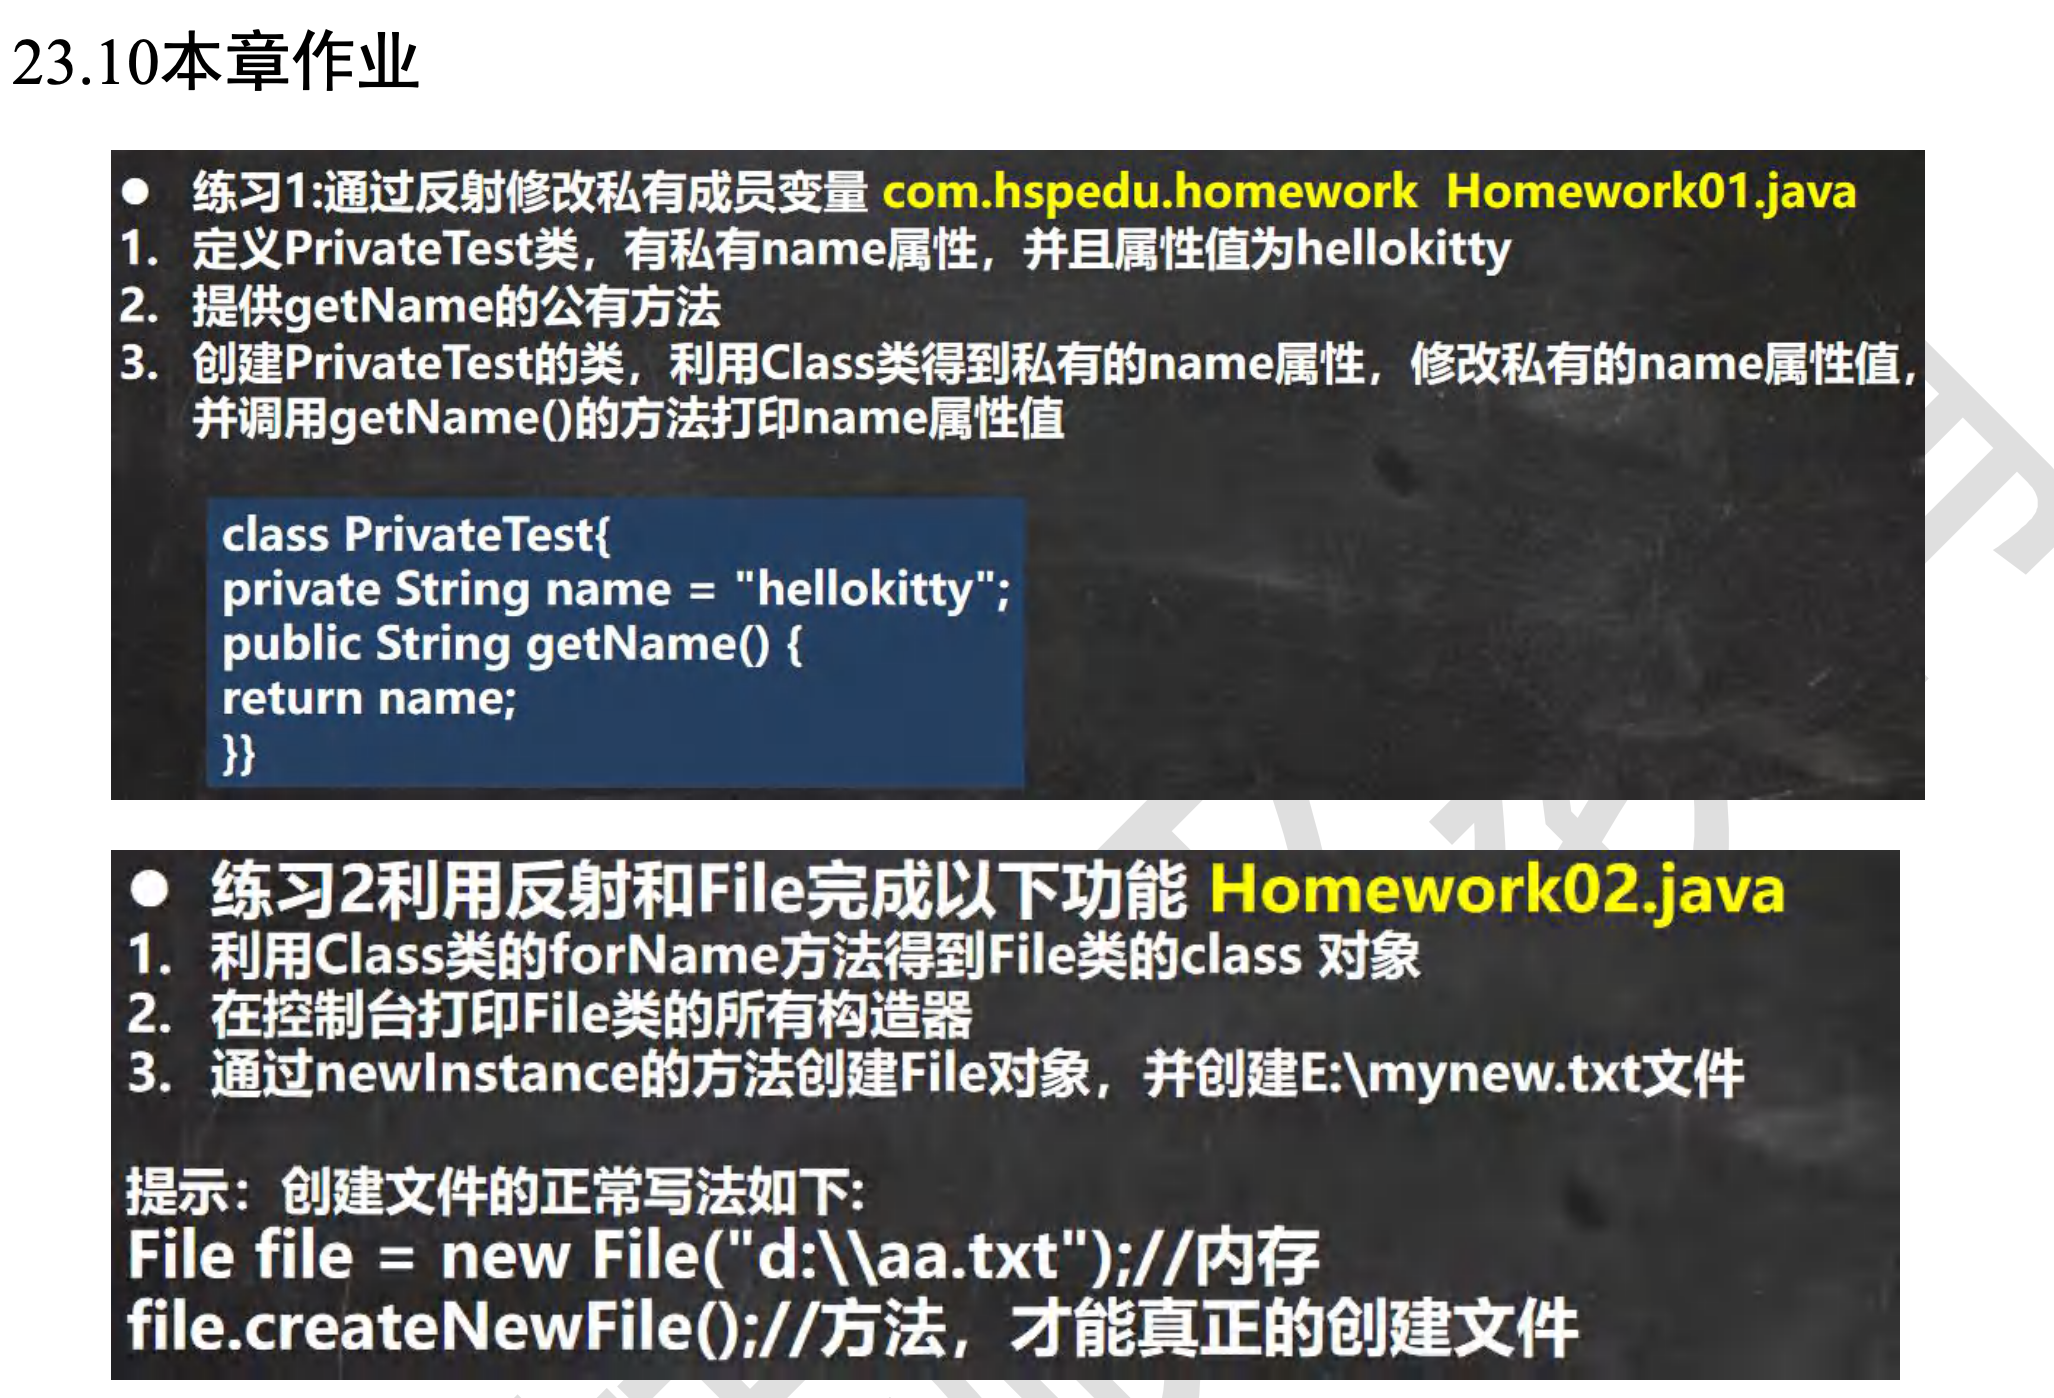 23.10本章作业
● 练习1:通过反射修改私有成员变量 com.hspedu.homework Homework01.java
1. 定义PrivateTest类，有私有name属性，并且属性值为hellokitty
2. 提供getName的公有方法
3. 创建PrivateTest的类，利用Class类得到私有的name属性，修改私有的name属性值，
并调用getName()的方法打印name属性值
class PrivateTest{
private String name = "hellokitty";
public String getName() {
return name;
}}
● 练习2利用反射和File完成以下功能 Homework02.java
1. 利用Class类的forName方法得到File类的class 对象
2. 在控制台打印File类的所有构造器
3. 通过newInstance的方法创建File对象，并创建E:\mynew.txt文件
提示：创建文件的正常写法如下:
File file = new File("d:\\aa.txt");//内存
file.createNewFile();//方法，才能真正的创建文件